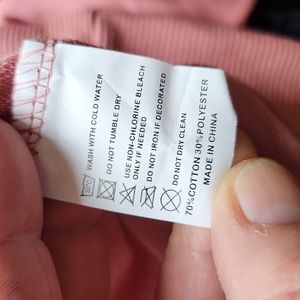 WASH WITH COLD WATER
DO NOT TUMBLE DRY
USE NON-CHLORINE BLEACH
ONLY IF NEEDED
DO NOT IRON IF DECORATED
DO NOT DRY CLEAN
70%COTTON 30%POLYESTER
MADE IN CHINA